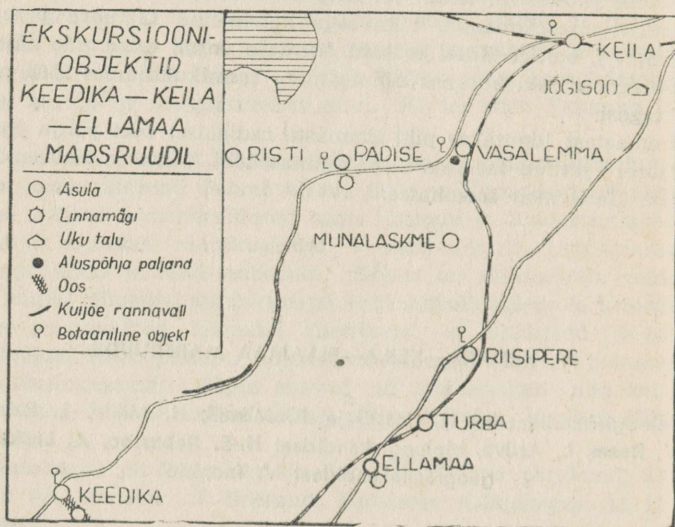 EKSKURSIOONI-
OBJEKTID
KEEDIKA — KEILA
— ELLAMAA
MARSRUUDIL
Asula
Linnamägi
Uku talu
Aluspõhja paljand
Oos
Kuijõe rannavall
Botaaniline objekt
KEILA
JÕGISOO
RISTI
PADISE
VASALEMMA
MUNALASKME
RIISIPERE
TURBA
ELLAMAA
KEEDIKA